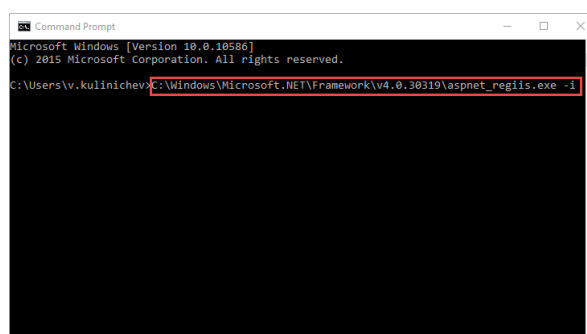 Command Prompt
Microsoft Windows [Version 10.0.10586]
(c) 2015 Microsoft Corporation. All rights reserved.
C:\Users\v.kulinichev>C:\Windows\Microsoft.NET\Framework\v4.0.30319\aspnet_regiis.exe -i